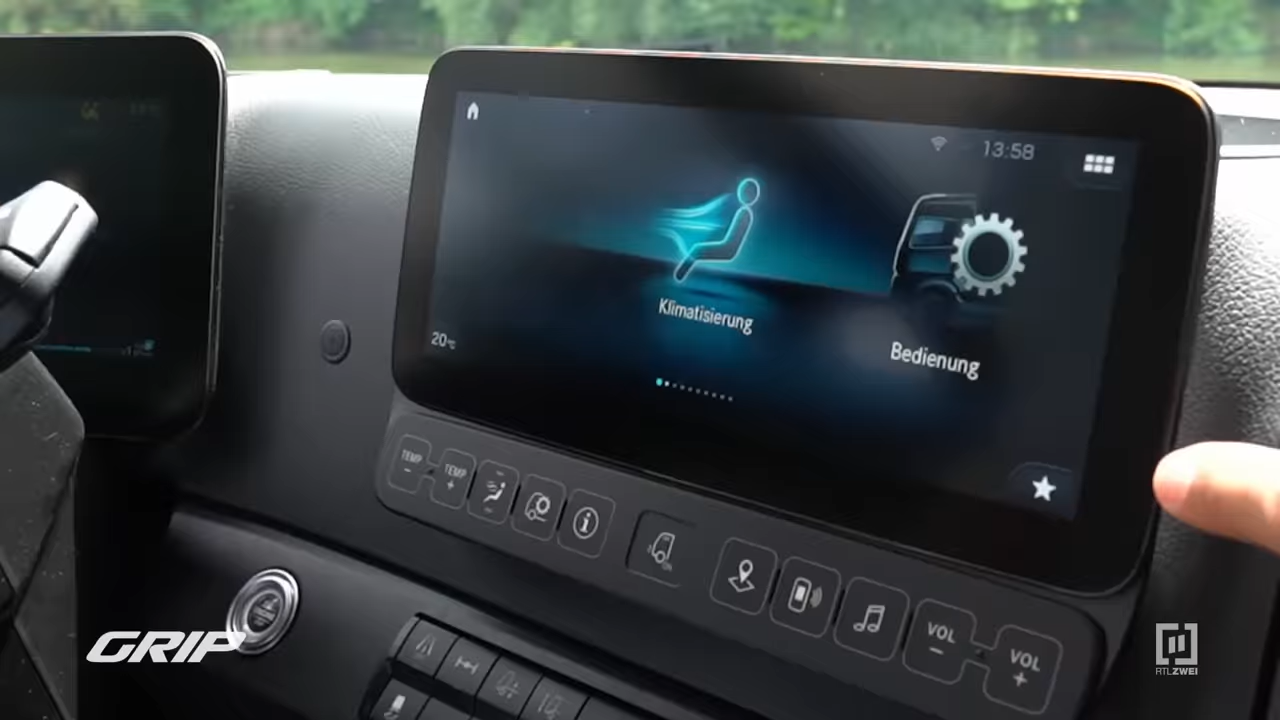 13:58
Klimatisierung
Bedienung
20°C
TEMP
−
TEMP
+
VOL
−
VOL
+
GRIP
RTLZWEI